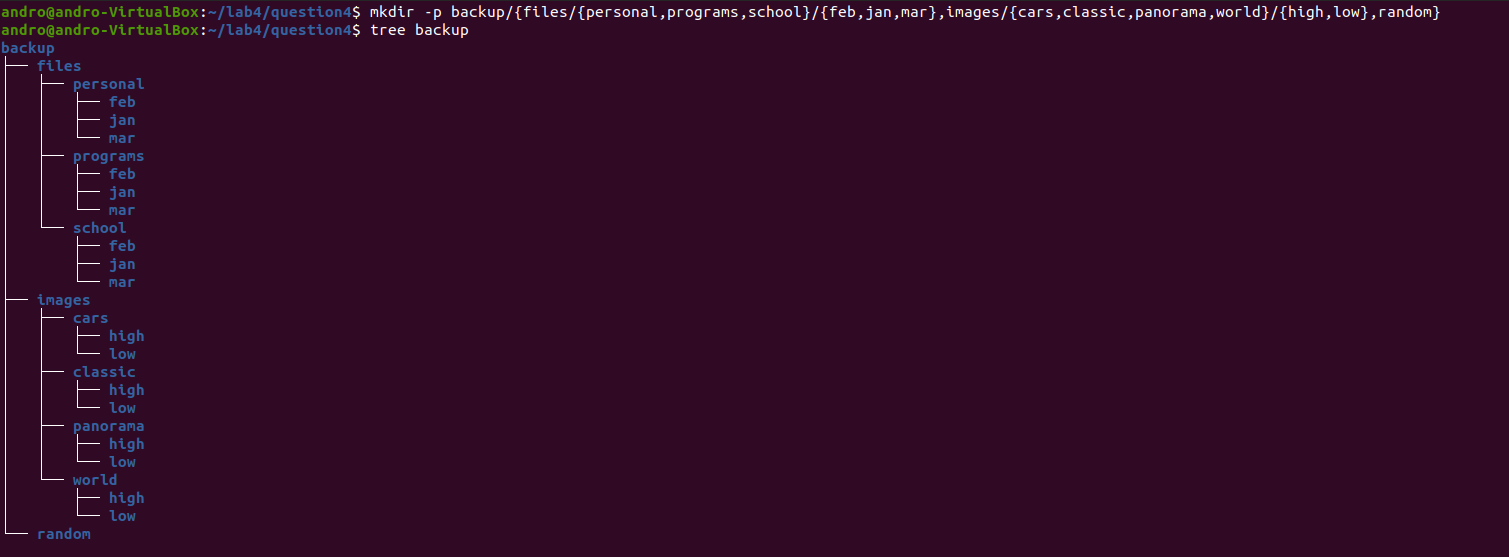 andro@andro-VirtualBox:~/lab4/question4$ mkdir -p backup/{files/{personal,programs,school}/{feb,jan,mar},images/{cars,classic,panorama,world}/{high,low},random}
andro@andro-VirtualBox:~/lab4/question4$ tree backup
backup
├── files
│   ├── personal
│   │   ├── feb
│   │   ├── jan
│   │   └── mar
│   ├── programs
│   │   ├── feb
│   │   ├── jan
│   │   └── mar
│   └── school
│       ├── feb
│       ├── jan
│       └── mar
├── images
│   ├── cars
│   │   ├── high
│   │   └── low
│   ├── classic
│   │   ├── high
│   │   └── low
│   ├── panorama
│   │   ├── high
│   │   └── low
│   └── world
│       ├── high
│       └── low
└── random